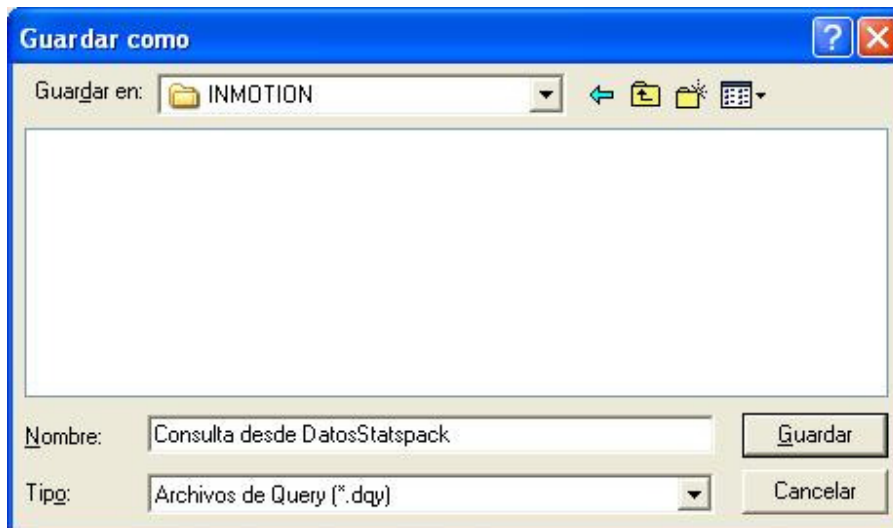 Guardar como
Guardar en: INMOTION
Nombre: Consulta desde DatosStatspack Guardar
Tipo: Archivos de Query (*.dqy) Cancelar